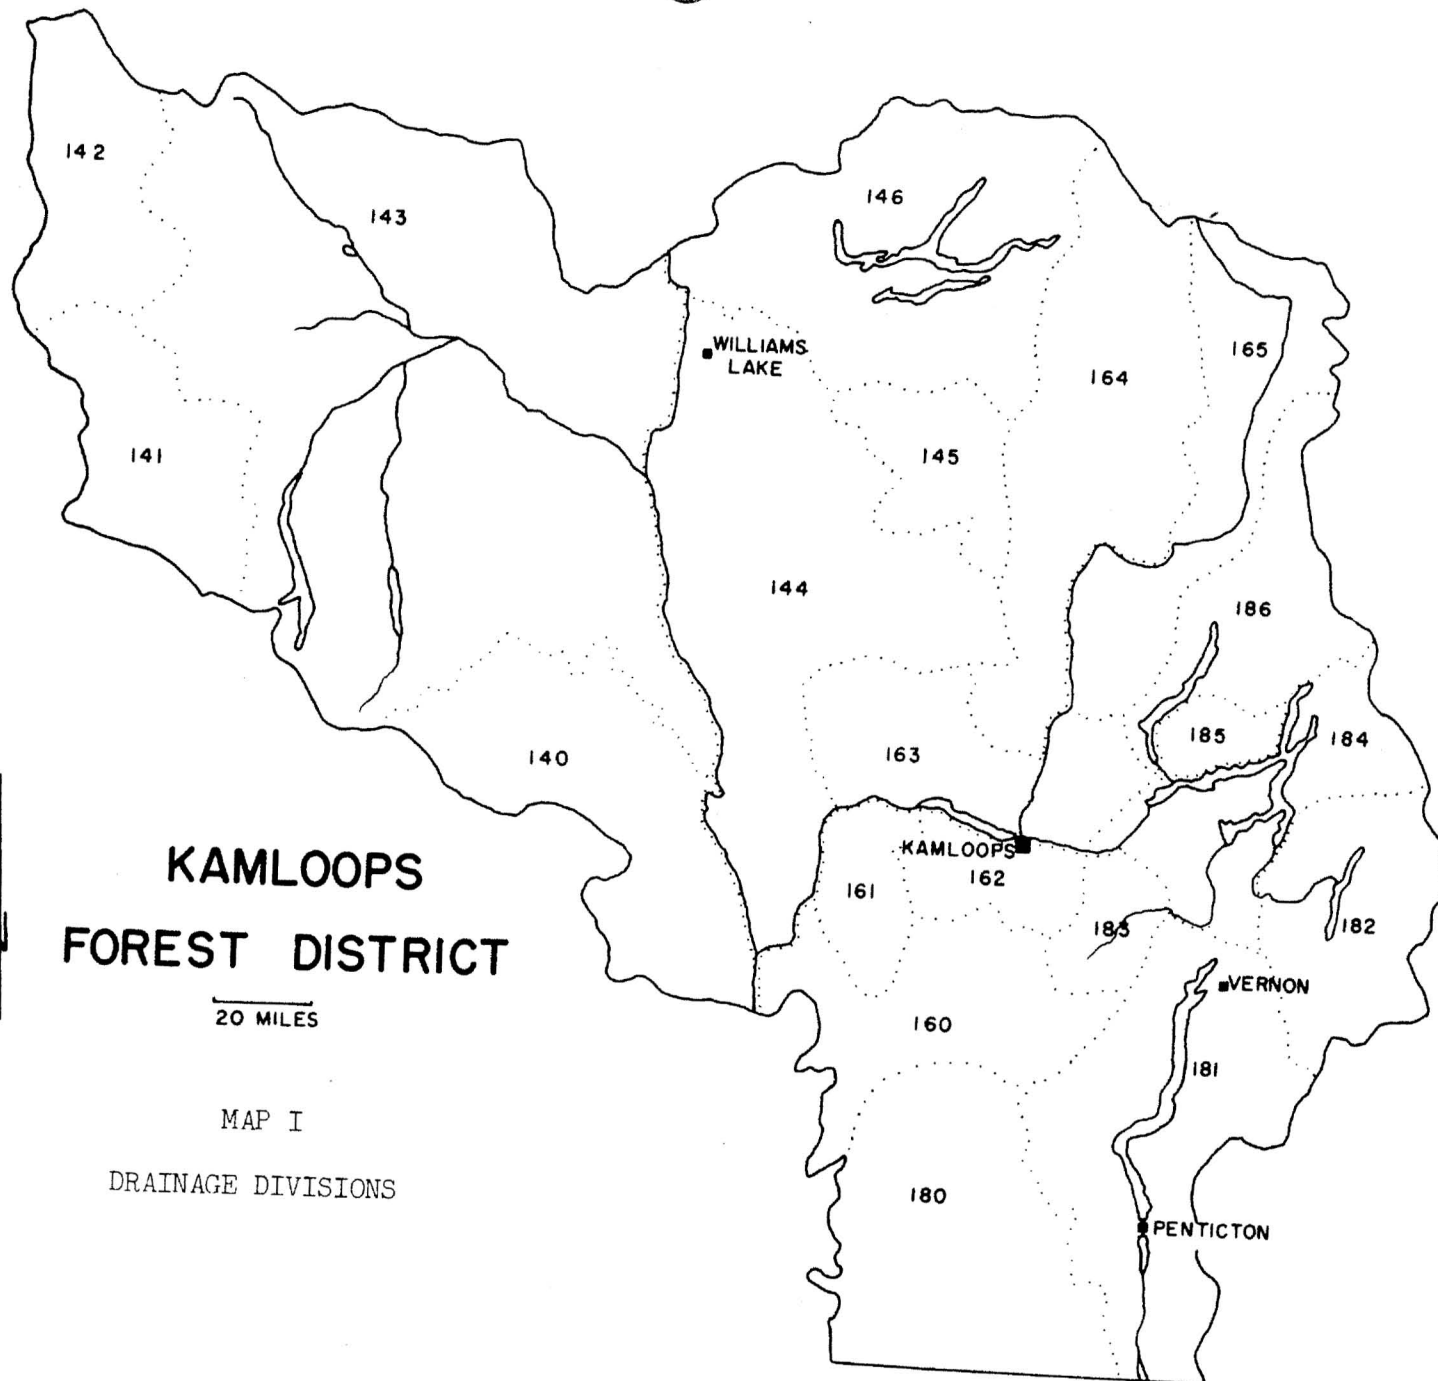 142
143
146
WILLIAMS
LAKE
165
164
141
145
144
186
185
184
140
163
KAMLOOPS
161
162
183
182
VERNON
160
181
180
PENTICTON
KAMLOOPS
FOREST DISTRICT
20 MILES
MAP I
DRAINAGE DIVISIONS